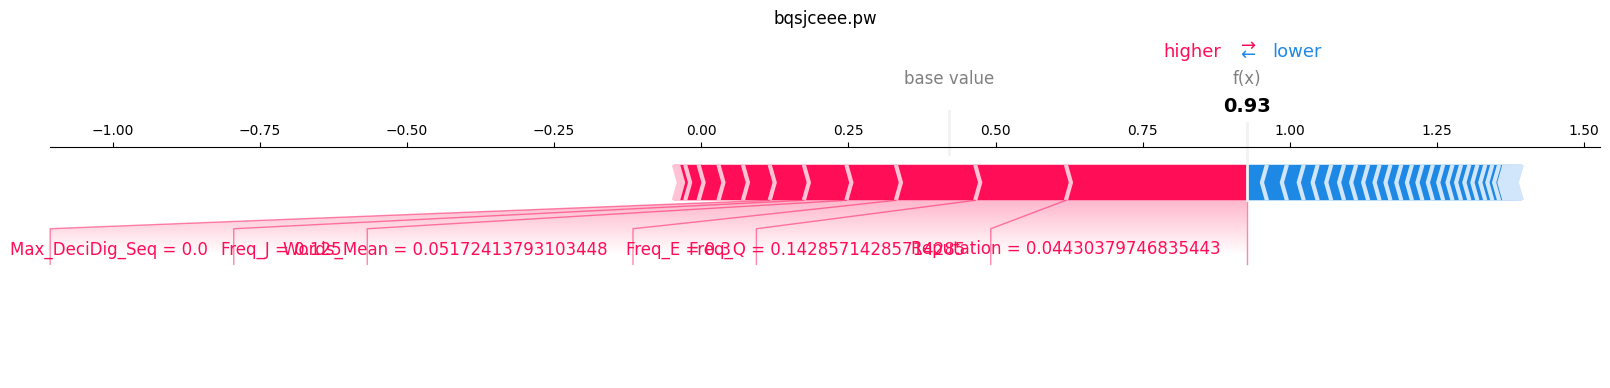 bqsjceee.pw
higher → ← lower
base value f(x)
0.93
−1.00 −0.75 −0.50 −0.25 0.00 0.25 0.50 0.75 1.00 1.25 1.50
Max_DeciDig_Seq = 0.0 Freq_J = 0.125 Words_Mean = 0.05172413793103448 Freq_E = 0.3 Freq_Q = 0.14285714285714285 Reputation = 0.04430379746835443